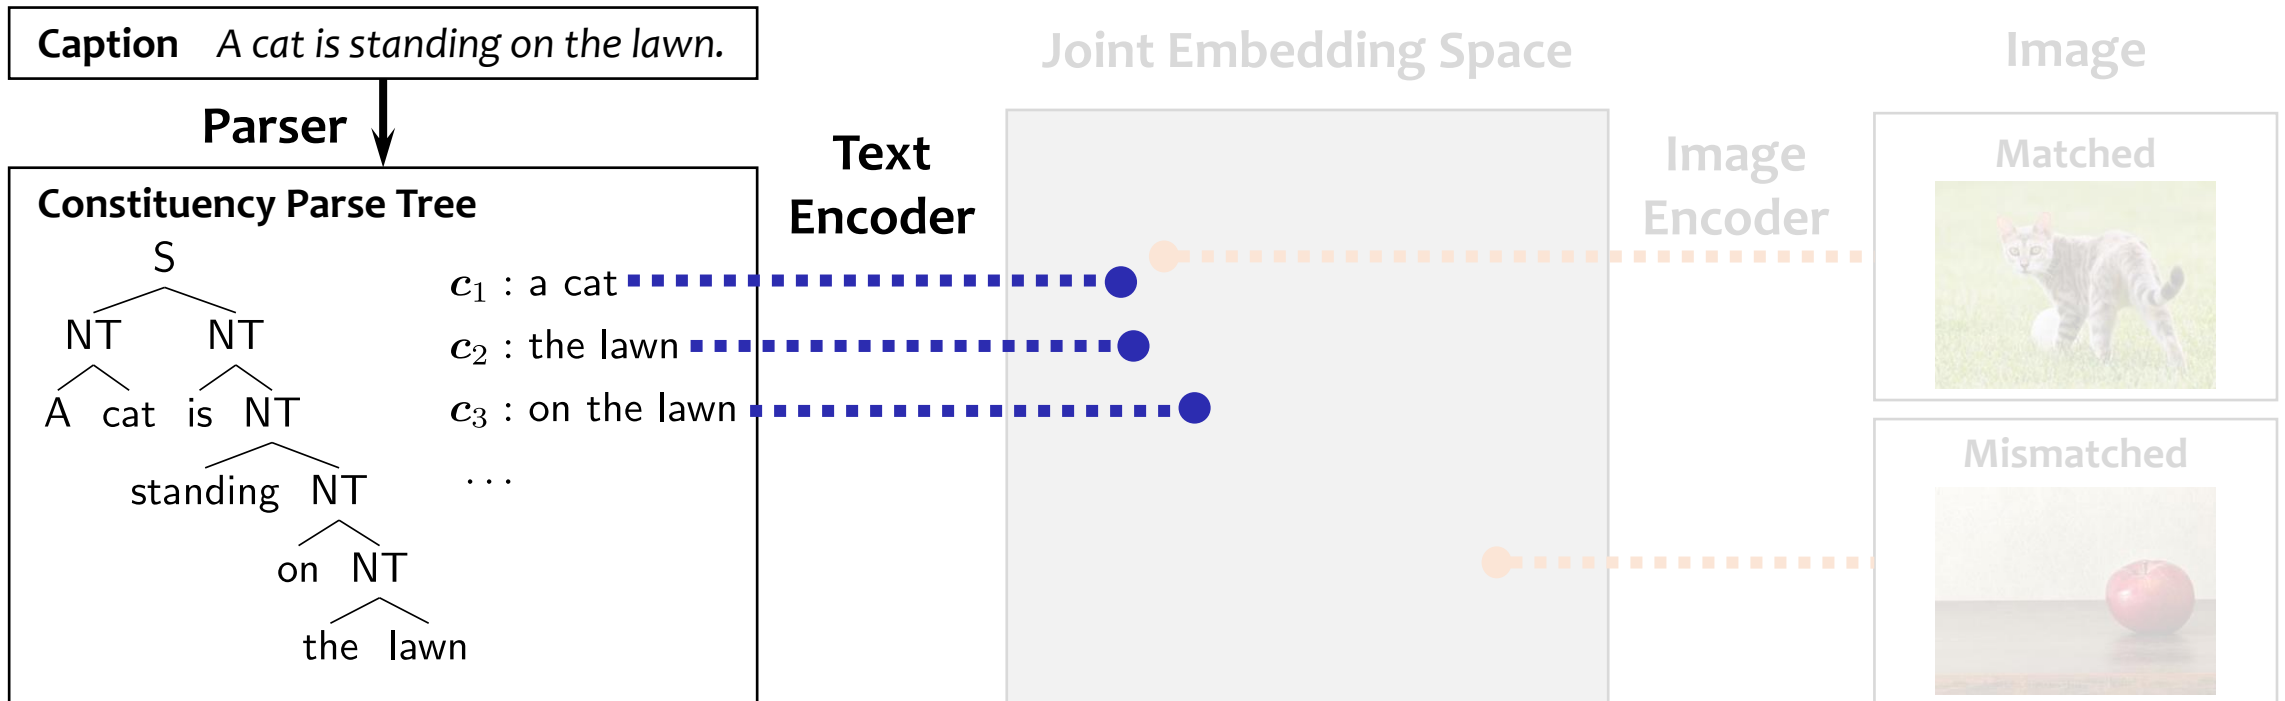 Caption A cat is standing on the lawn.
Parser
Constituency Parse Tree
S
NT NT
A cat is NT
standing NT
on NT
the lawn
c₁ : a cat
c₂ : the lawn
c₃ : on the lawn
...
Text
Encoder
Joint Embedding Space
Image
Encoder
Image
Matched
Mismatched